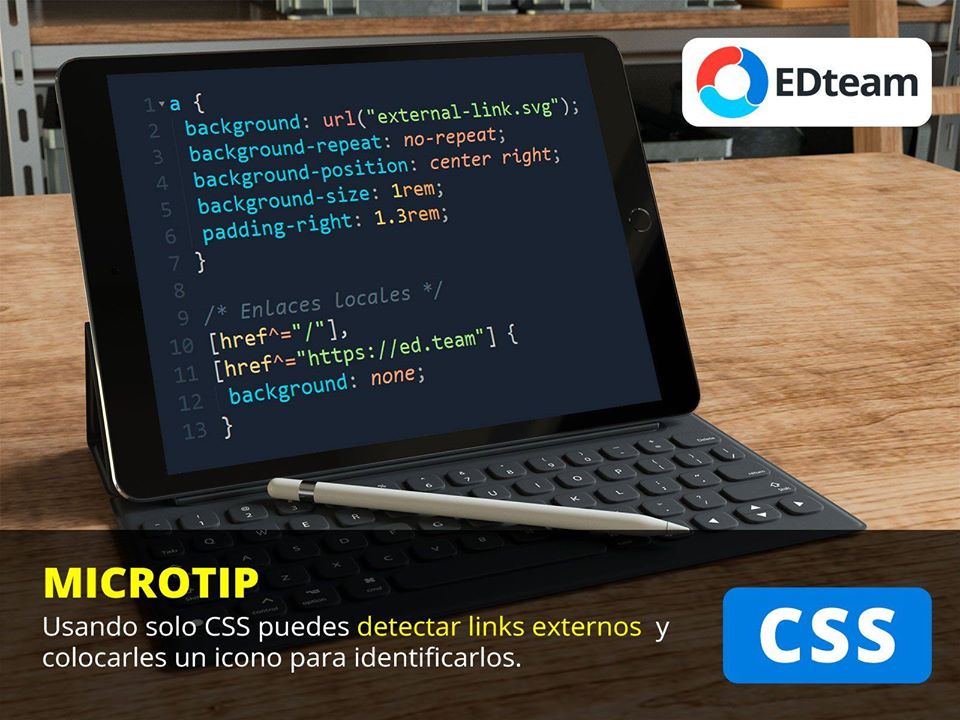 EDteam
1 a {
2 background: url("external-link.svg");
3 background-repeat: no-repeat;
4 background-position: center right;
5 background-size: 1rem;
6 padding-right: 1.3rem;
7 }
8
9 /* Enlaces locales */
10 [href^="/"],
11 [href^="https://ed.team"] {
12 background: none;
13 }
MICROTIP
Usando solo CSS puedes detectar links externos y
colocarles un icono para identificarlos.
CSS